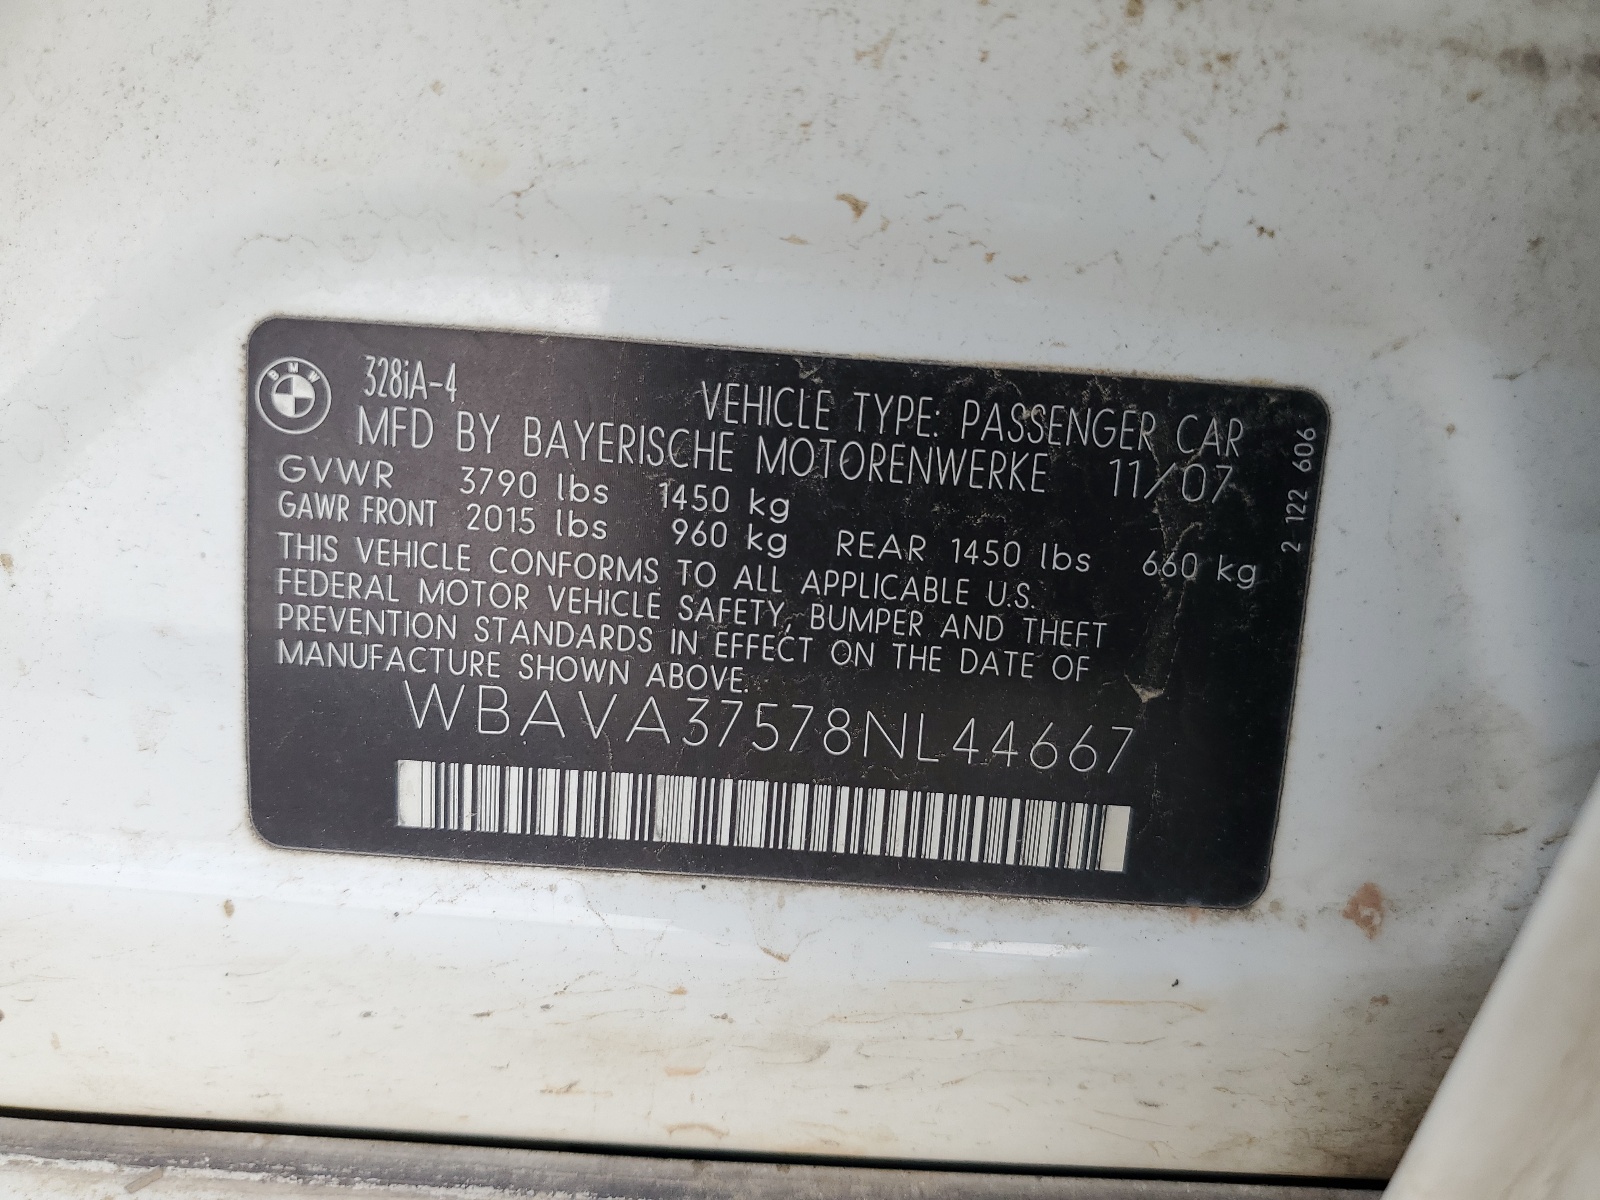 BMW
328iA-4
VEHICLE TYPE: PASSENGER CAR
MFD BY BAYERISCHE MOTORENWERKE 11/07
GVWR 3790 lbs 1450 kg
GAWR FRONT 2015 lbs 960 kg REAR 1450 lbs 660 kg
THIS VEHICLE CONFORMS TO ALL APPLICABLE U.S.
FEDERAL MOTOR VEHICLE SAFETY, BUMPER AND THEFT
PREVENTION STANDARDS IN EFFECT ON THE DATE OF
MANUFACTURE SHOWN ABOVE.
WBAVA37578NL44667
2 122 606